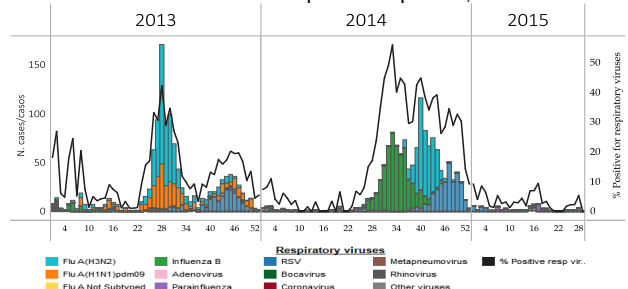 2013 2014 2015
N. cases/casos
150
100
50
0
50
40
30
20
10
0
% Positive for respiratory viruses
4 10 16 22 28 34 40 46 52 4 10 16 22 28 34 40 46 52 4 10 16 22 28
Respiratory viruses
Flu A(H3N2) Influenza B RSV Metapneumovirus % Positive resp vir..
Flu A(H1N1)pdm09 Adenovirus Bocavirus Rhinovirus
Flu A Not Subtyped Parainfluenza Coronavirus Other viruses